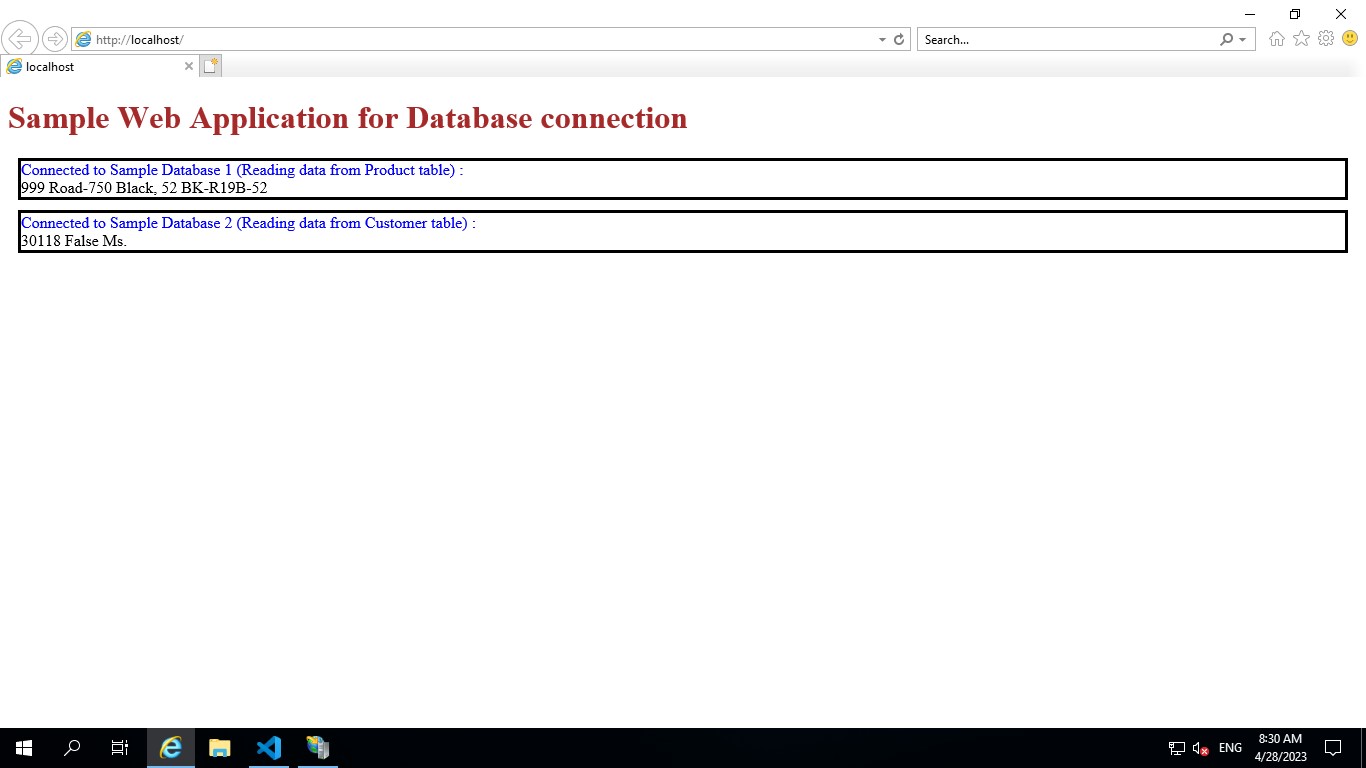 http://localhost/
Search...
localhost
Sample Web Application for Database connection
Connected to Sample Database 1 (Reading data from Product table) :
999 Road-750 Black, 52 BK-R19B-52
Connected to Sample Database 2 (Reading data from Customer table) :
30118 False Ms.
ENG
8:30 AM
4/28/2023